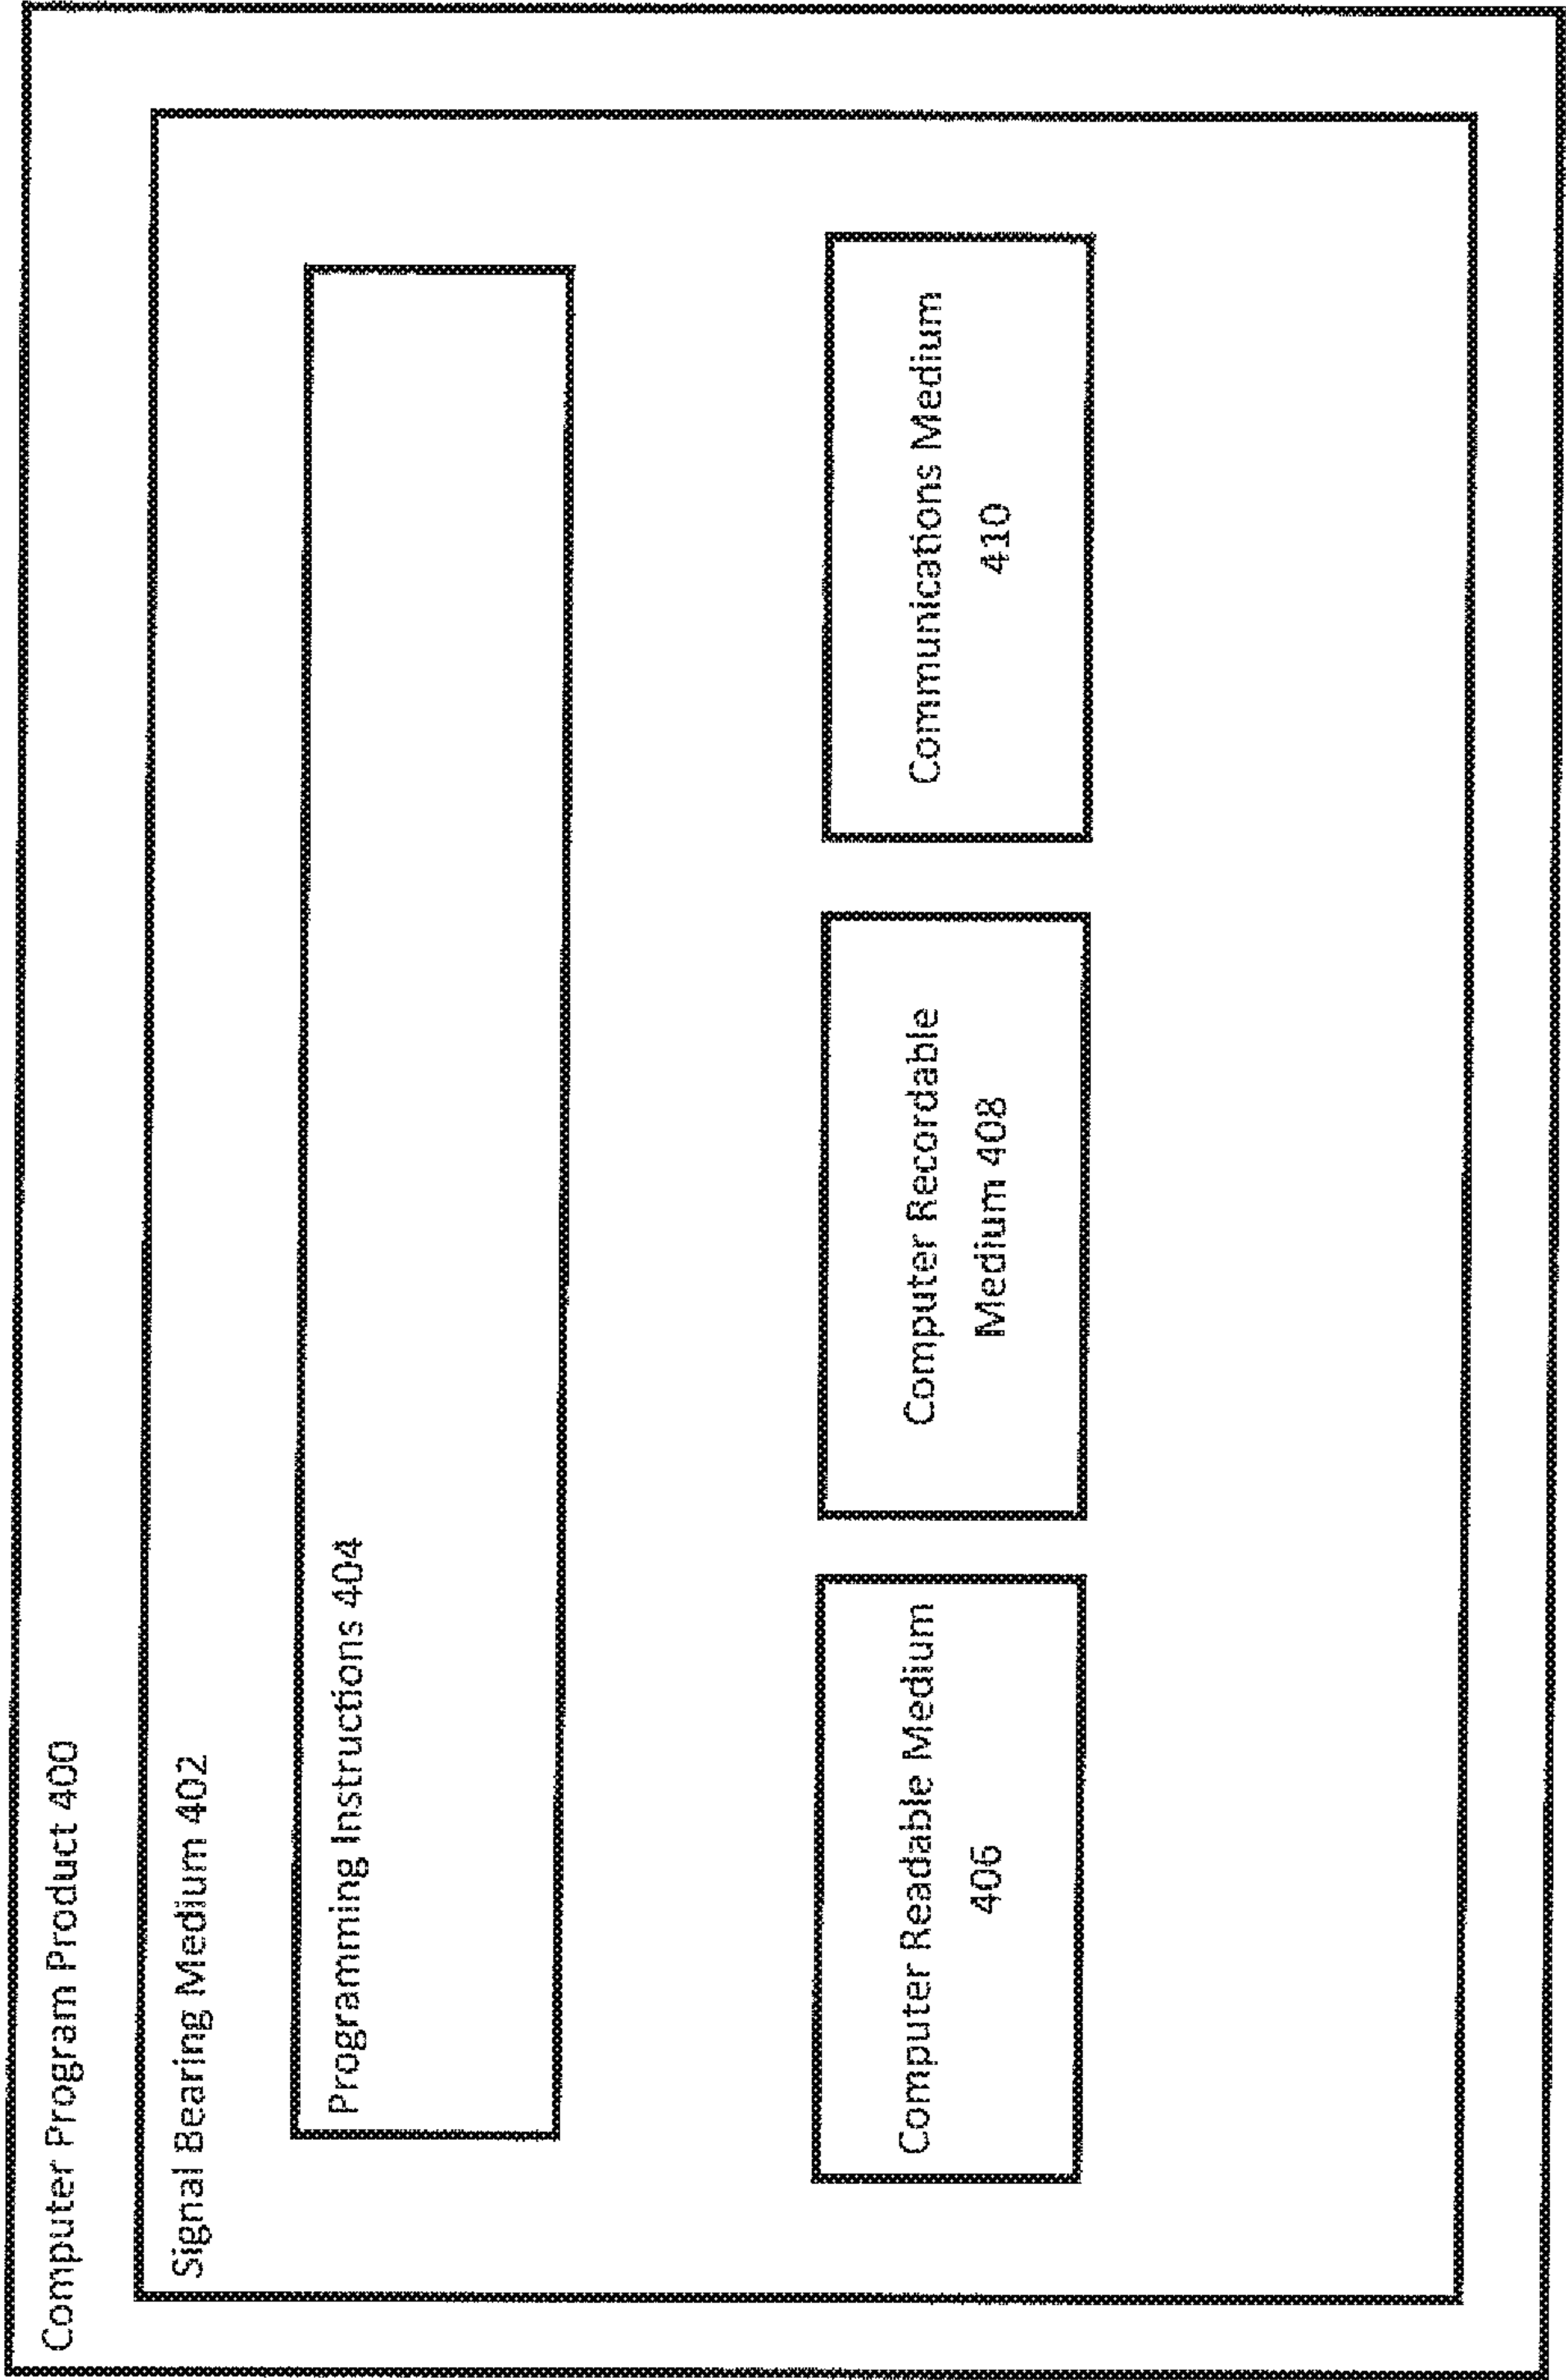 Computer Program Product 400
Signal Bearing Medium 402
Programming Instructions 404
Computer Readable Medium
406
Computer Recordable
Medium 408
Communications Medium
410